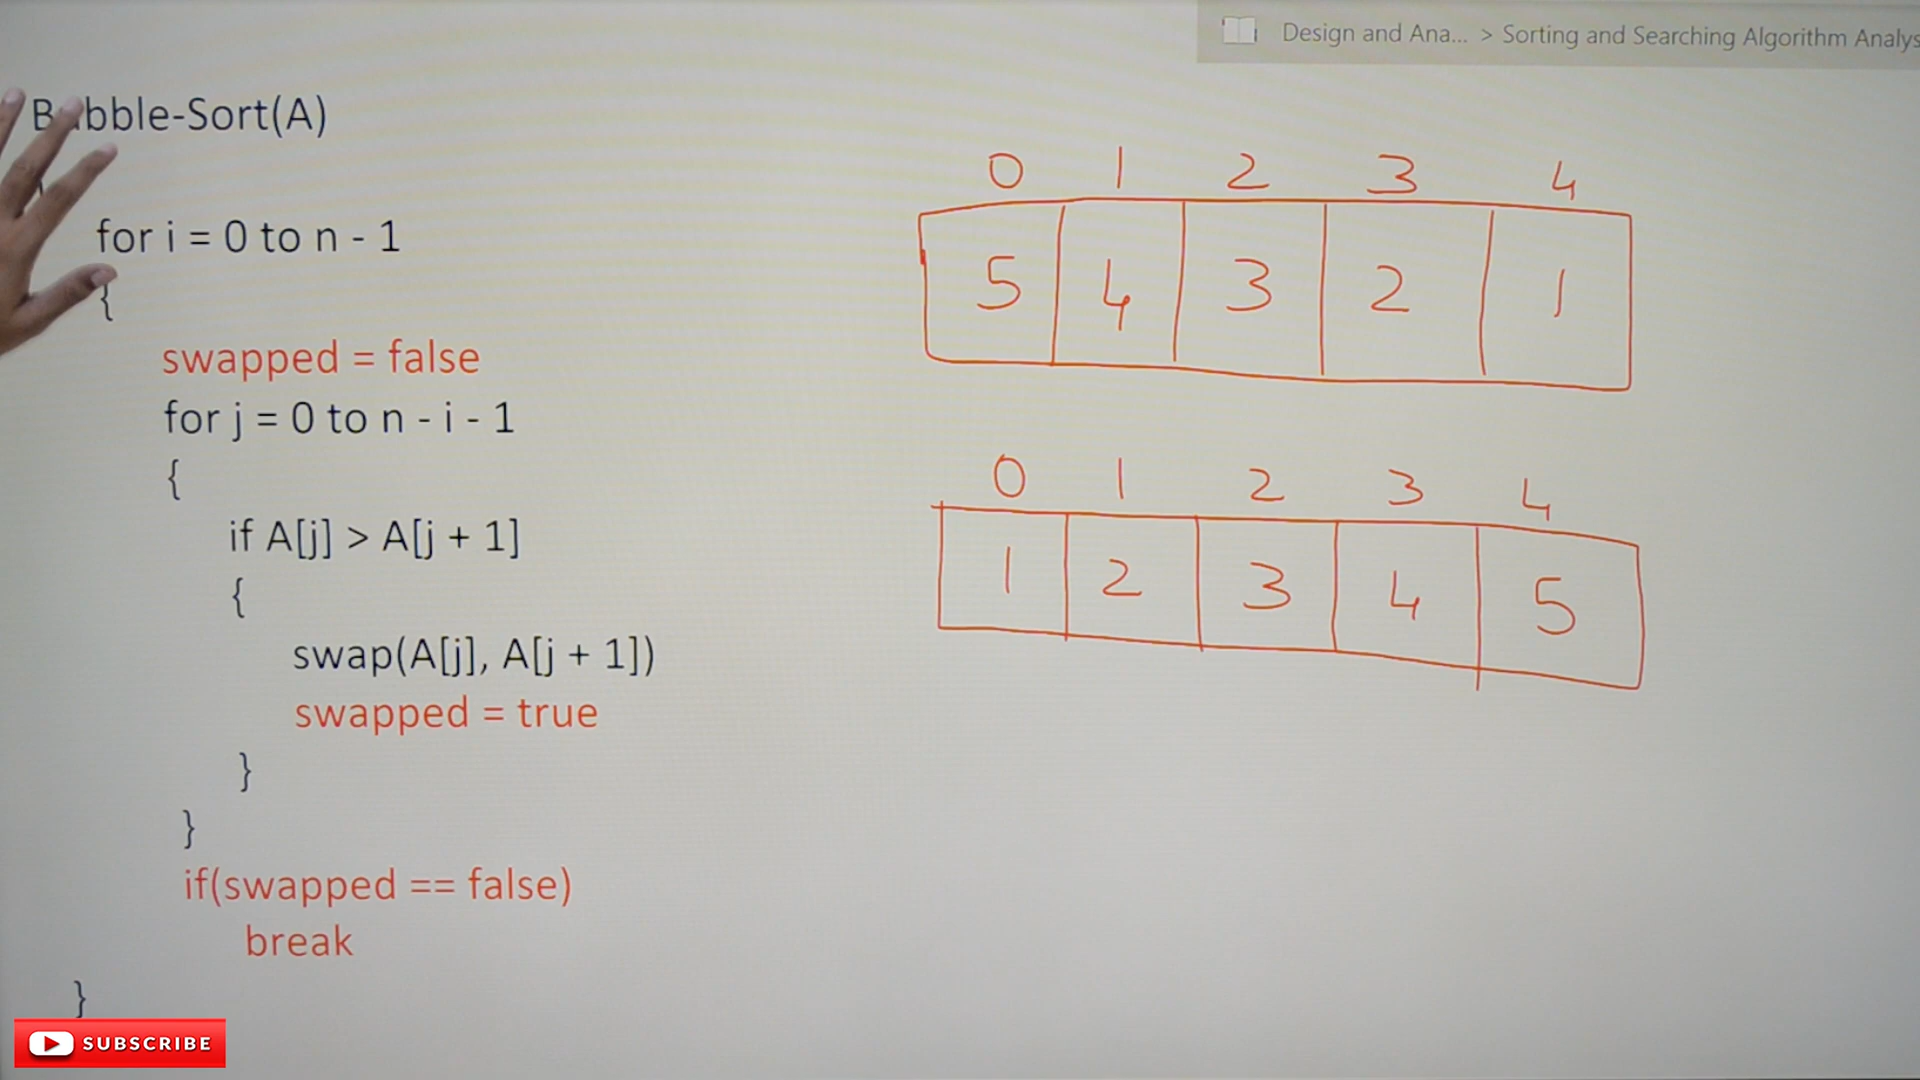 Design and Ana... > Sorting and Searching Algorithm Analys
Bubble-Sort(A)
for i = 0 to n - 1
{
swapped = false
for j = 0 to n - i - 1
{
if A[j] > A[j + 1]
{
swap(A[j], A[j + 1])
swapped = true
}
}
if(swapped == false)
break
}
0 1 2 3 4
5 4 3 2 1
0 1 2 3 4
1 2 3 4 5
SUBSCRIBE